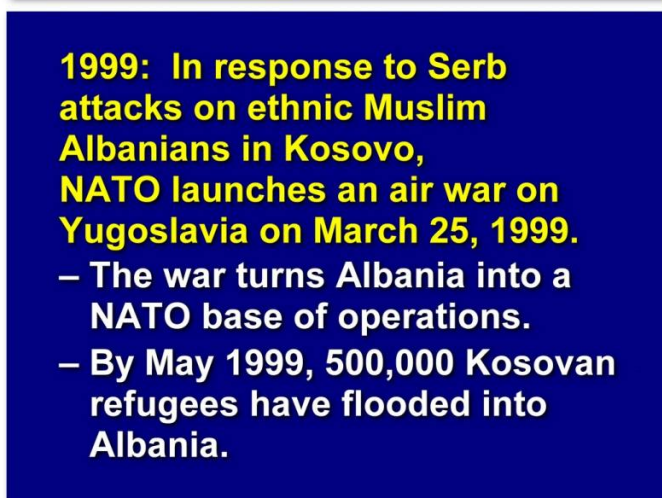 1999:  In response to Serb
attacks on ethnic Muslim
Albanians in Kosovo,
NATO launches an air war on
Yugoslavia on March 25, 1999.
– The war turns Albania into a
NATO base of operations.
– By May 1999, 500,000 Kosovan
refugees have flooded into
Albania.